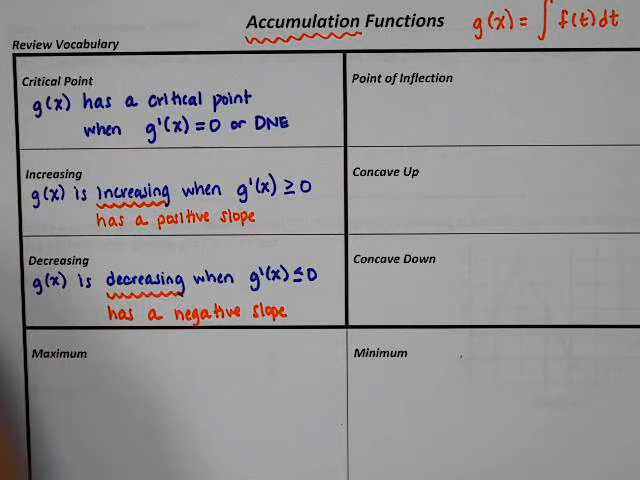 Accumulation Functions g(x) = ∫ f(t)dt
Review Vocabulary
Critical Point
g(x) has a critical point
when g'(x) = 0 or DNE
Point of Inflection
Increasing
g(x) is increasing when g'(x) ≥ 0
has a positive slope
Concave Up
Decreasing
g(x) is decreasing when g'(x) ≤ 0
has a negative slope
Concave Down
Maximum
Minimum